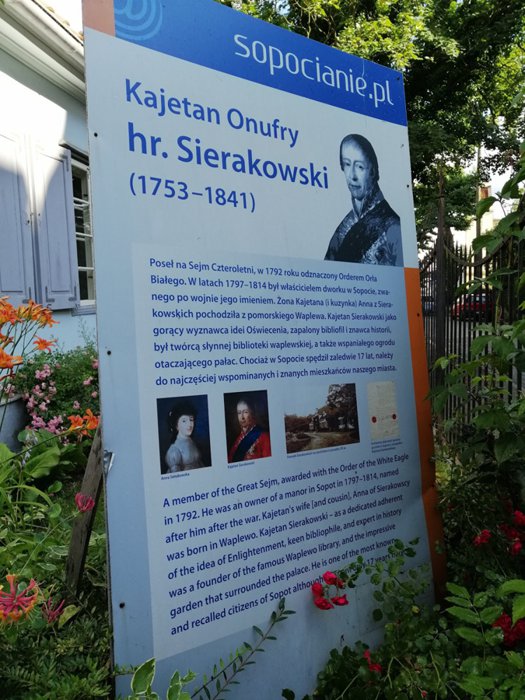 sopocianie.pl
Kajetan Onufry
hr. Sierakowski
(1753–1841)
Poseł na Sejm Czteroletni, w 1792 roku odznaczony Orderem Orła
Białego. W latach 1797–1814 był właścicielem dworku w Sopocie, zwa-
nego po wojnie jego imieniem. Żona Kajetana (i kuzynka) Anna z Siera-
kowskich pochodziła z pomorskiego Waplewa. Kajetan Sierakowski jako
gorący wyznawca idei Oświecenia, zapalony bibliofil i znawca historii,
był twórcą słynnej biblioteki waplewskiej, a także wspaniałego ogrodu
otaczającego pałac. Chociaż w Sopocie spędził zaledwie 17 lat, należy
do najczęściej wspominanych i znanych mieszkańców naszego miasta.
Anna Sierakowska
Kajetan Sierakowski
A member of the Great Sejm, awarded with the Order of the White Eagle
in 1792. He was an owner of a manor in Sopot in 1797–1814, named
after him after the war. Kajetan's wife [and cousin], Anna of Sierakowscy
was born in Waplewo. Kajetan Sierakowski – as a dedicated adherent
of the idea of Enlightenment, keen bibliophile, and expert in history
was a founder of the famous Waplewo library, and the impressive
garden that surrounded the palace. He is one of the most known
and recalled citizens of Sopot although 17 years